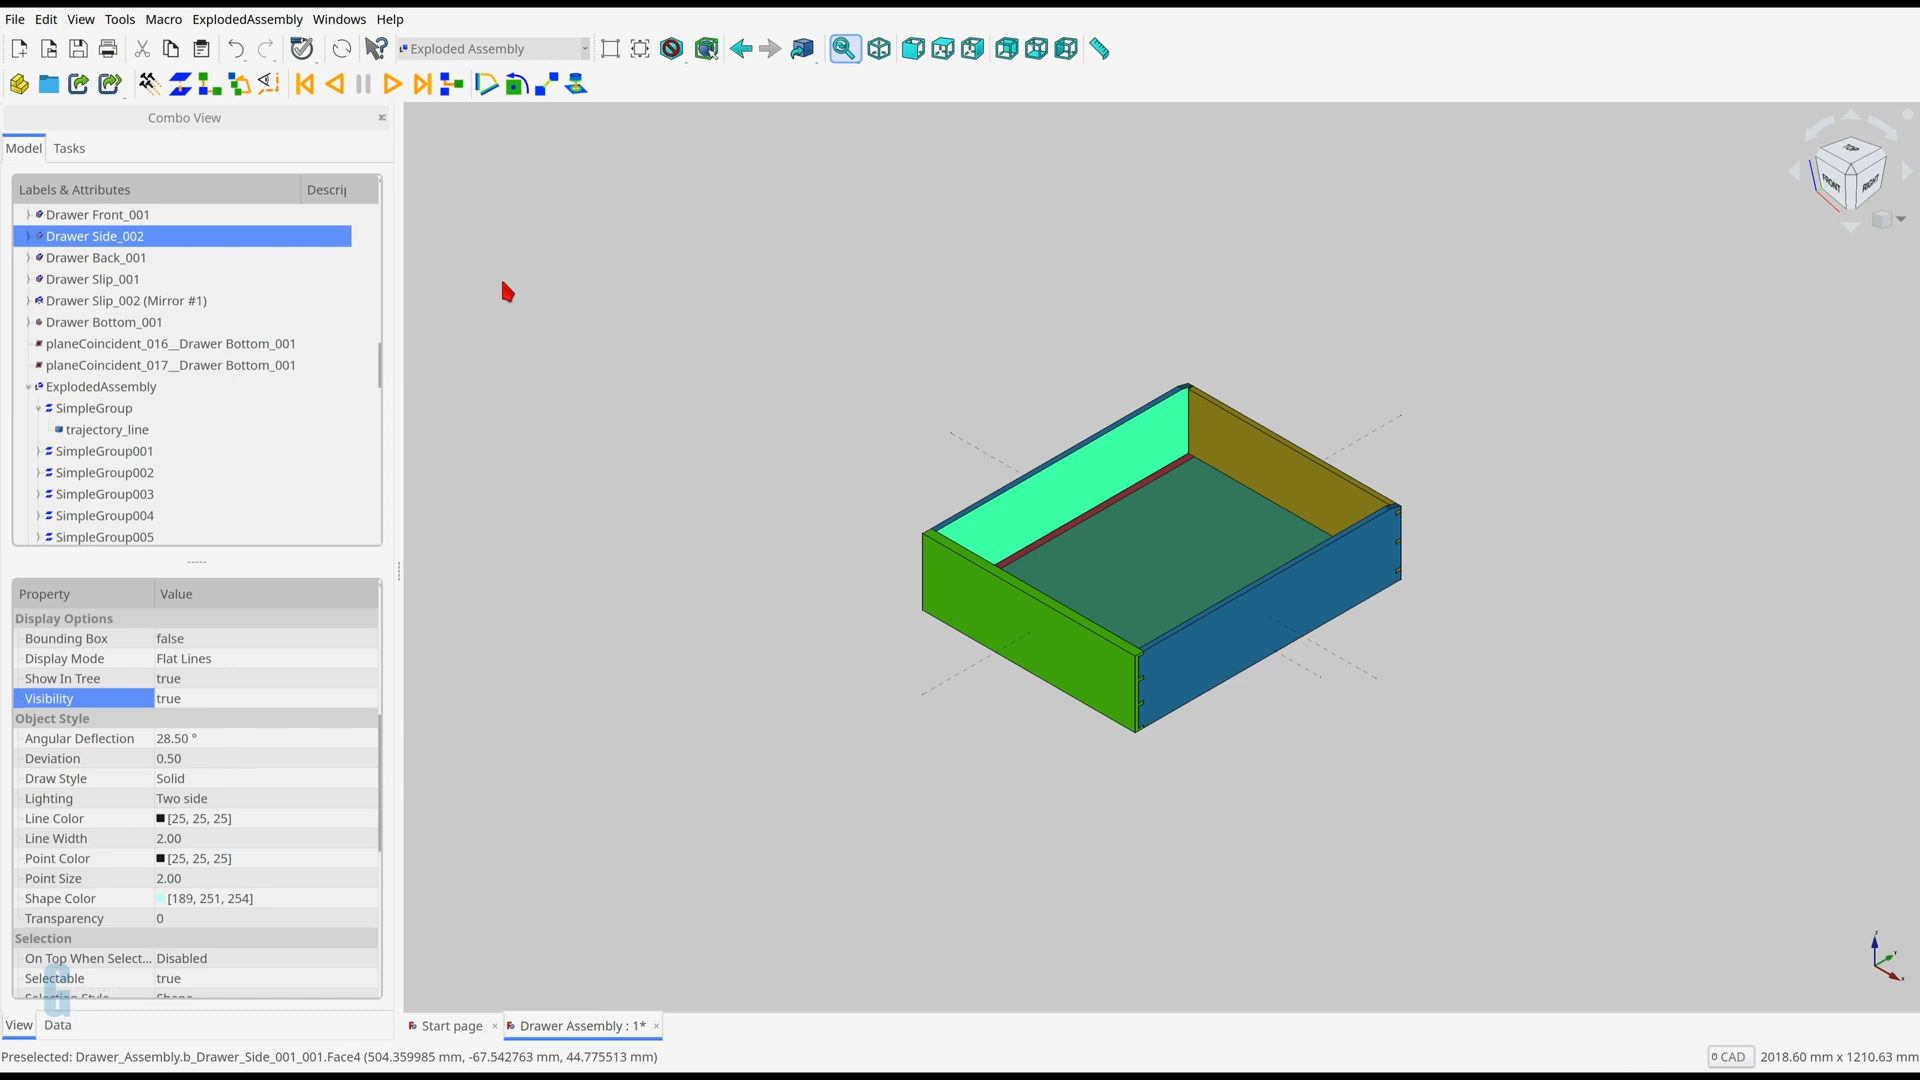 File Edit View Tools Macro ExplodedAssembly Windows Help
Exploded Assembly
Combo View
Model Tasks
Labels & Attributes Descrip
Drawer Front_001
Drawer Side_002
Drawer Back_001
Drawer Slip_001
Drawer Slip_002 (Mirror #1)
Drawer Bottom_001
planeCoincident_016__Drawer Bottom_001
planeCoincident_017__Drawer Bottom_001
ExplodedAssembly
SimpleGroup
trajectory_line
SimpleGroup001
SimpleGroup002
SimpleGroup003
SimpleGroup004
SimpleGroup005
Property Value
Display Options
Bounding Box false
Display Mode Flat Lines
Show In Tree true
Visibility true
Object Style
Angular Deflection 28.50 °
Deviation 0.50
Draw Style Solid
Lighting Two side
Line Color [25, 25, 25]
Line Width 2.00
Point Color [25, 25, 25]
Point Size 2.00
Shape Color [189, 251, 254]
Transparency 0
Selection
On Top When Select... Disabled
Selectable true
Selection Style Shape
View Data
Start page
Drawer Assembly : 1*
TOP
FRONT RIGHT
Preselected: Drawer_Assembly.b_Drawer_Side_001_001.Face4 (504.359985 mm, -67.542763 mm, 44.775513 mm)
CAD 2018.60 mm x 1210.63 mm